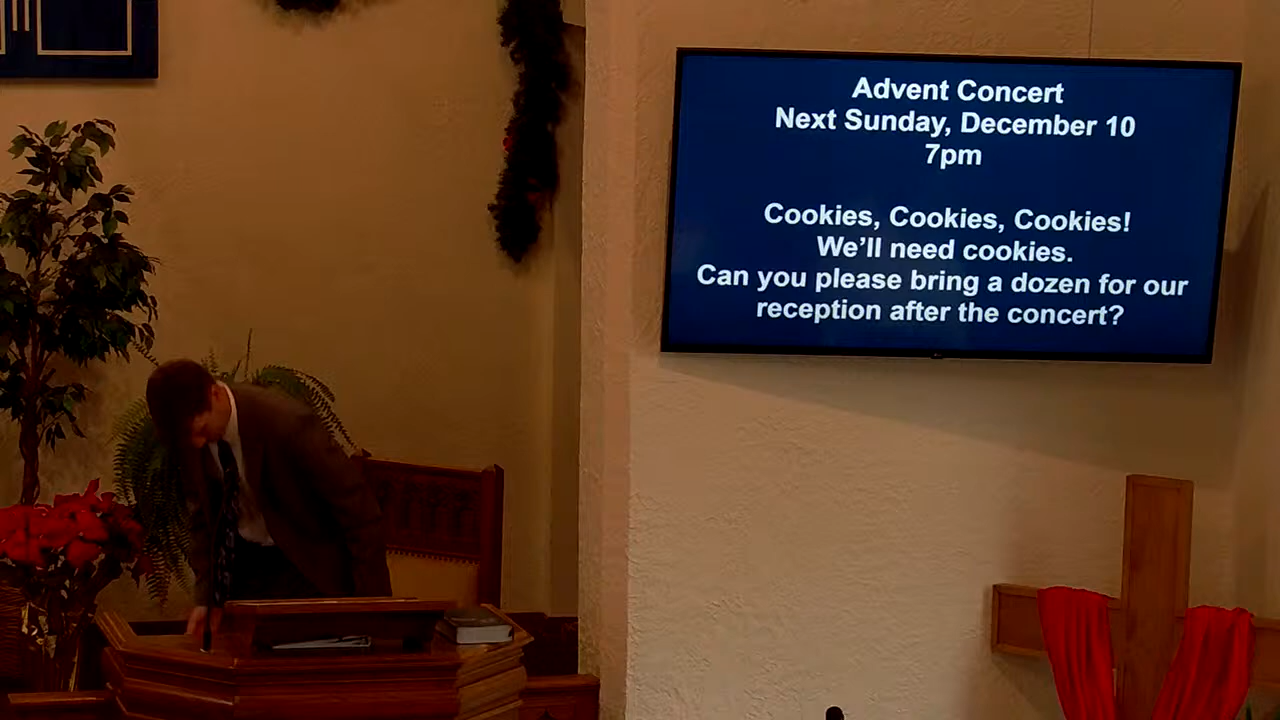 Advent Concert
Next Sunday, December 10
7pm
Cookies, Cookies, Cookies!
We'll need cookies.
Can you please bring a dozen for our
reception after the concert?